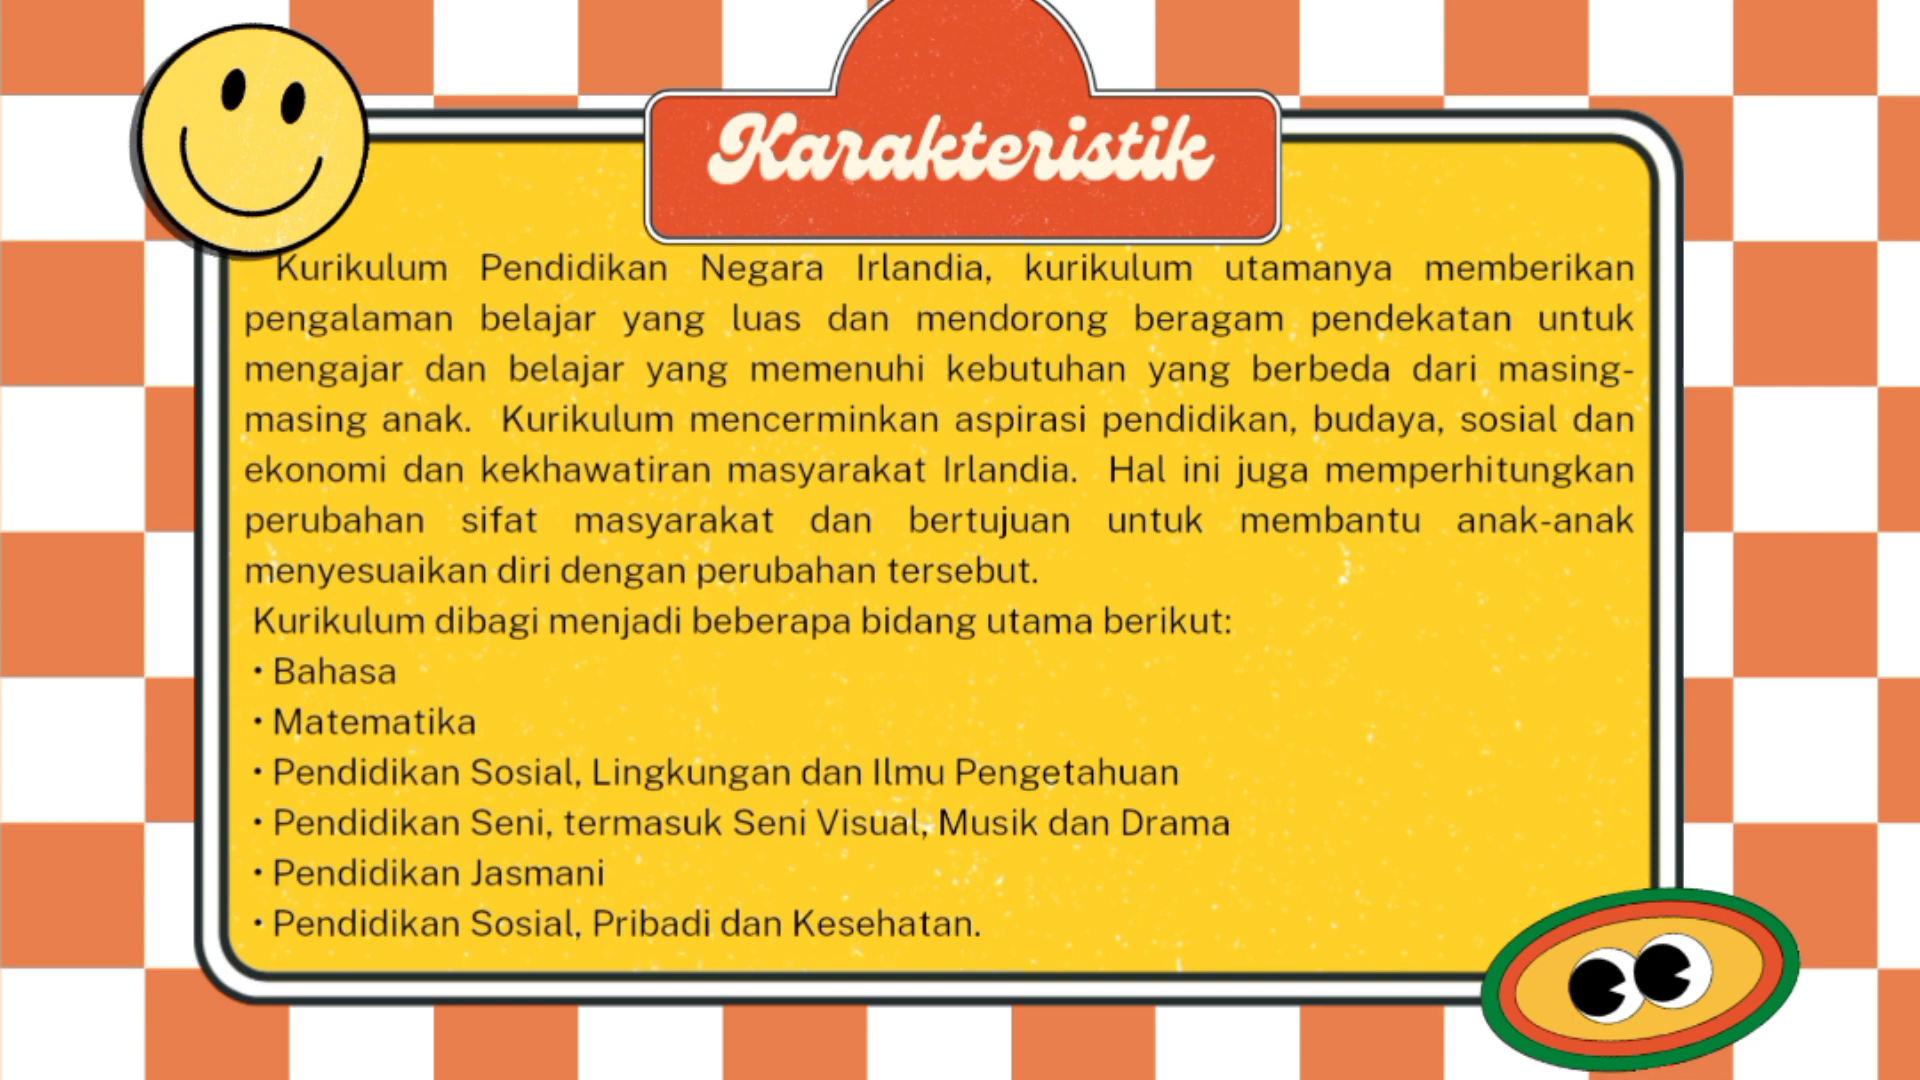 Karakteristik
Kurikulum Pendidikan Negara Irlandia, kurikulum utamanya memberikan
pengalaman belajar yang luas dan mendorong beragam pendekatan untuk
mengajar dan belajar yang memenuhi kebutuhan yang berbeda dari masing-
masing anak. Kurikulum mencerminkan aspirasi pendidikan, budaya, sosial dan
ekonomi dan kekhawatiran masyarakat Irlandia. Hal ini juga memperhitungkan
perubahan sifat masyarakat dan bertujuan untuk membantu anak-anak
menyesuaikan diri dengan perubahan tersebut.
Kurikulum dibagi menjadi beberapa bidang utama berikut:
• Bahasa
• Matematika
• Pendidikan Sosial, Lingkungan dan Ilmu Pengetahuan
• Pendidikan Seni, termasuk Seni Visual, Musik dan Drama
• Pendidikan Jasmani
• Pendidikan Sosial, Pribadi dan Kesehatan.